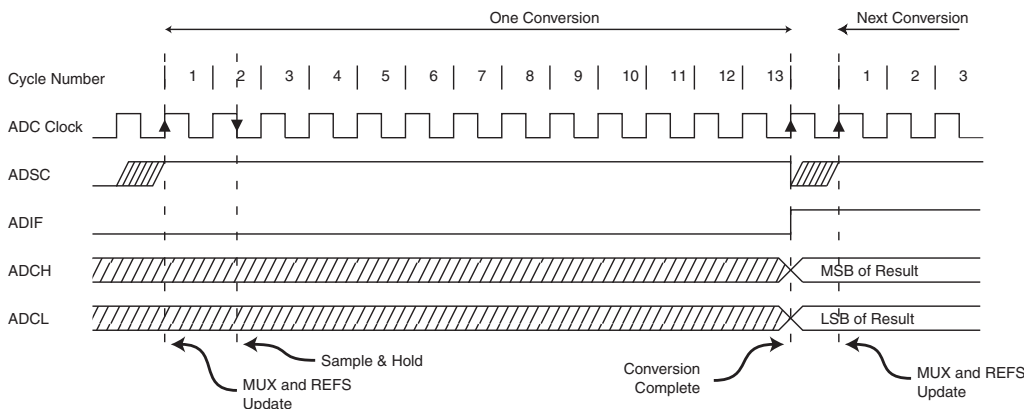 One Conversion
Next Conversion
Cycle Number 1 2 3 4 5 6 7 8 9 10 11 12 13 1 2 3
ADC Clock
ADSC
ADIF
ADCH
MSB of Result
ADCL
LSB of Result
Sample & Hold
MUX and REFS
Update
Conversion
Complete
MUX and REFS
Update